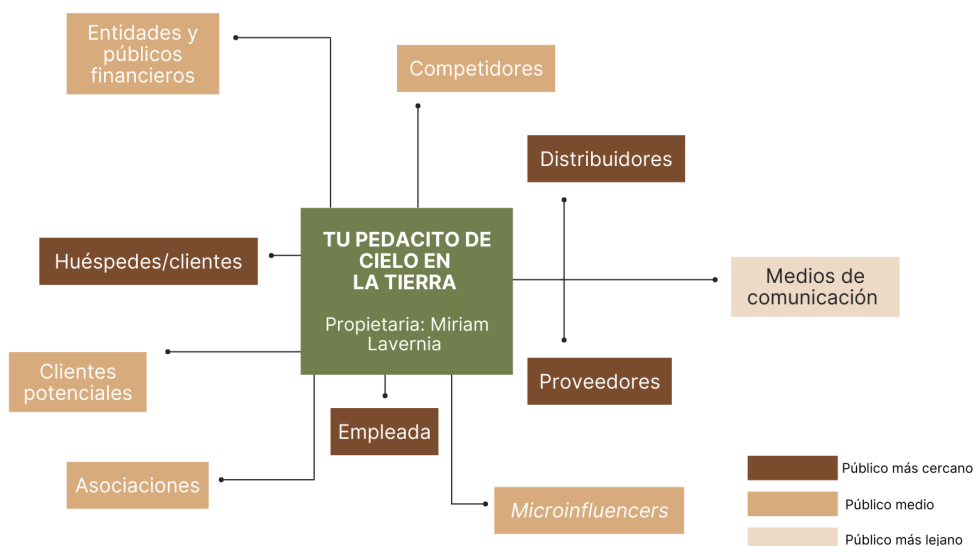 Entidades y
públicos
financieros
Competidores
Distribuidores
TU PEDACITO DE
CIELO EN
LA TIERRA
Propietaria: Miriam
Lavernia
Huéspedes/clientes
Medios de
comunicación
Clientes
potenciales
Proveedores
Empleada
Asociaciones
Microinfluencers
Público más cercano
Público medio
Público más lejano